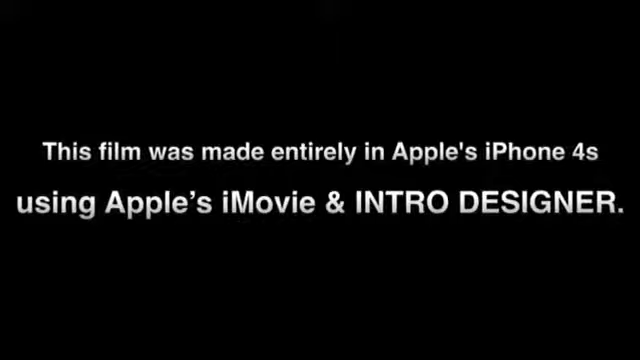 This film was made entirely in Apple's iPhone 4s
using Apple’s iMovie & INTRO DESIGNER.